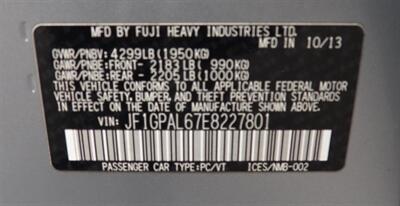 MFD BY FUJI HEAVY INDUSTRIES LTD.
MFD IN 10/13
GVWR/PNBV: 4299LB(1950KG)
GAWR/PNBE:FRONT- 2183LB( 990KG)
GAWR/PNBE:REAR - 2205LB(1000KG)
THIS VEHICLE CONFORMS TO ALL APPLICABLE FEDERAL MOTOR
VEHICLE SAFETY, BUMPER, AND THEFT PREVENTION STANDARDS
IN EFFECT ON THE DATE OF MANUFACTURE SHOWN ABOVE.
VIN: JF1GPAL67E8227801
PASSENGER CAR TYPE:PC/VT ICES/NMB-002